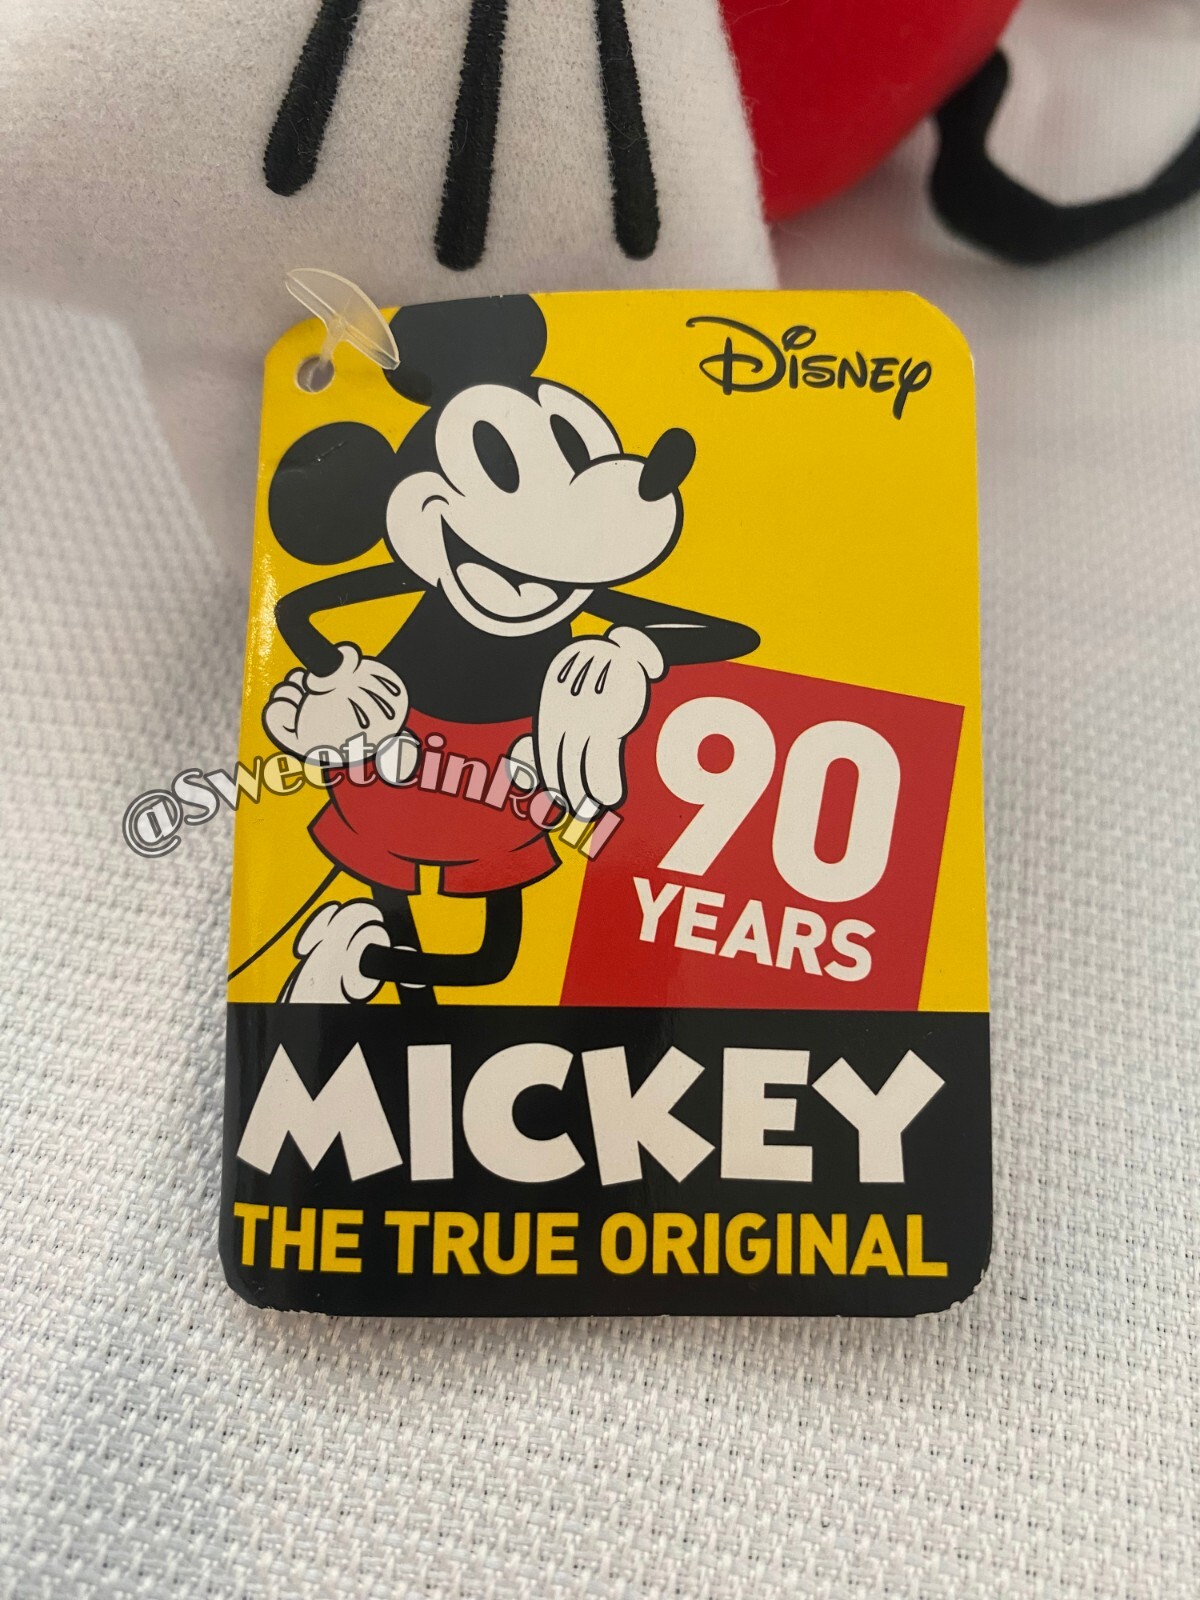 Disney
@SweetCinRoll
90
YEARS
MICKEY
THE TRUE ORIGINAL